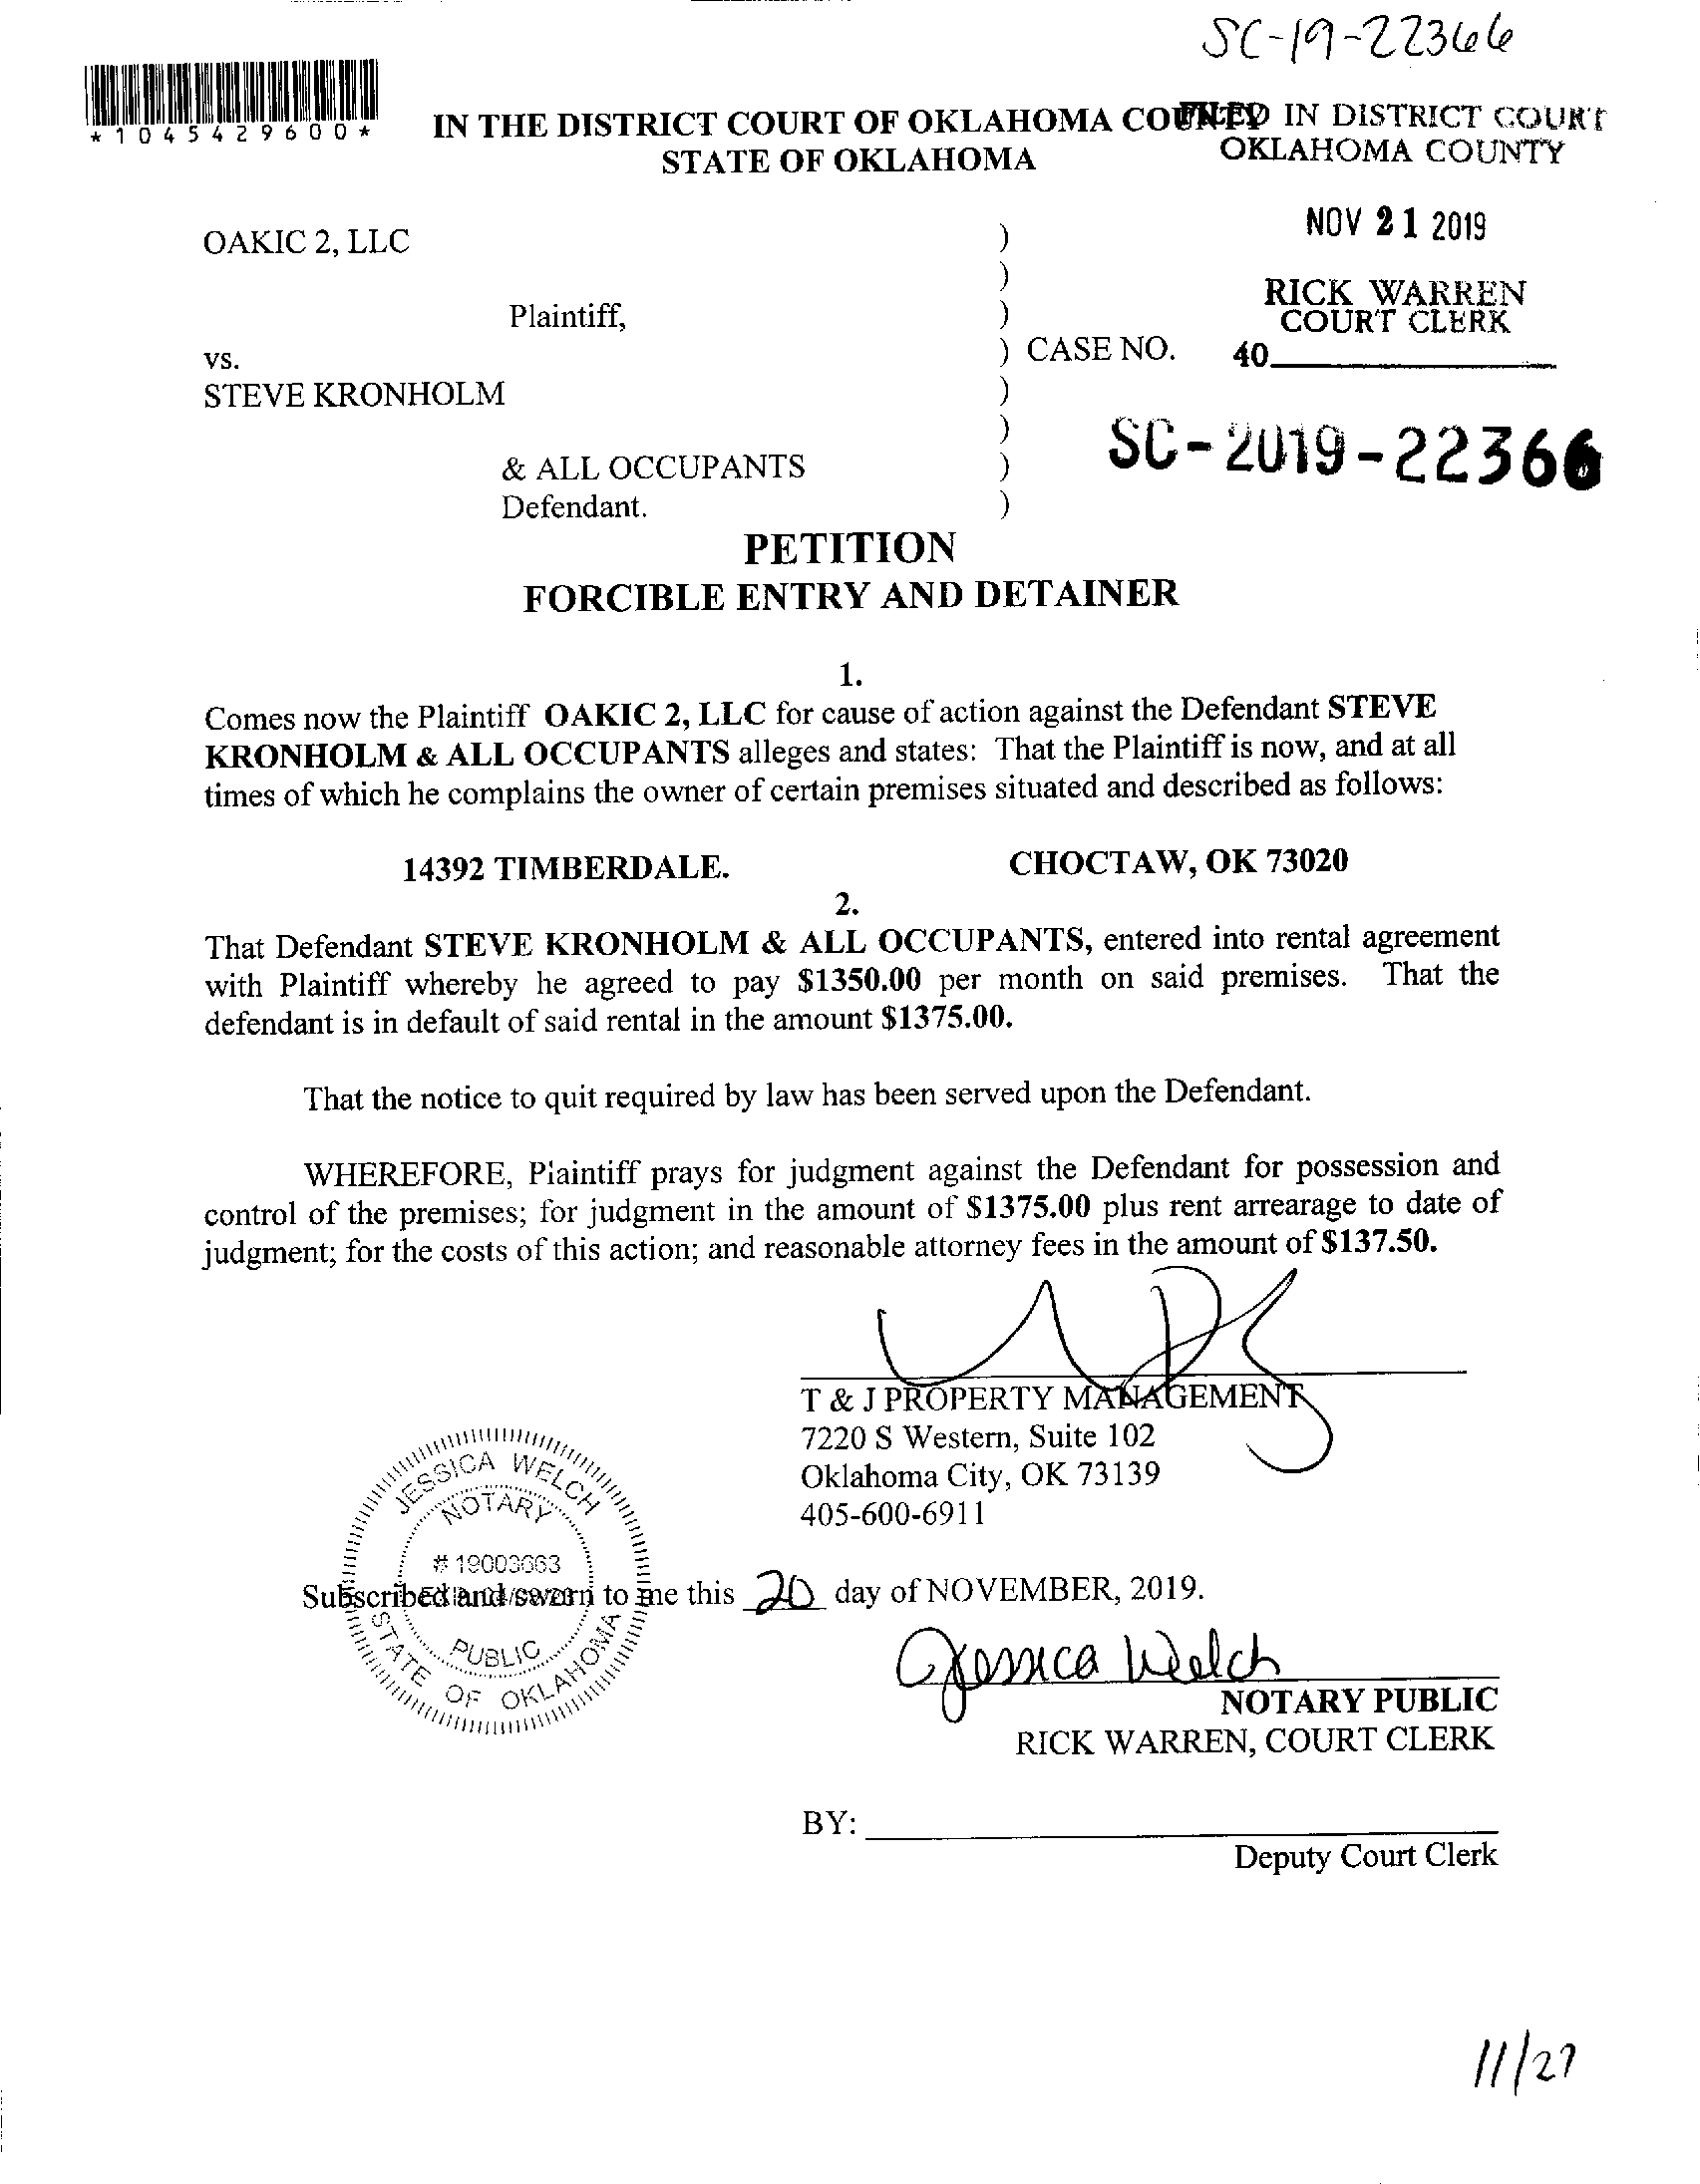 SC-19-22366
*1045429600*
IN THE DISTRICT COURT OF OKLAHOMA COUNTY
STATE OF OKLAHOMA
FILED IN DISTRICT COURT
OKLAHOMA COUNTY
NOV 21 2019
RICK WARREN
COURT CLERK
40
OAKIC 2, LLC )
)
Plaintiff, )
vs. ) CASE NO.
STEVE KRONHOLM )
)
& ALL OCCUPANTS )
Defendant. )
SC-2019-22366
PETITION
FORCIBLE ENTRY AND DETAINER
1.
Comes now the Plaintiff OAKIC 2, LLC for cause of action against the Defendant STEVE
KRONHOLM & ALL OCCUPANTS alleges and states: That the Plaintiff is now, and at all
times of which he complains the owner of certain premises situated and described as follows:
14392 TIMBERDALE. CHOCTAW, OK 73020
2.
That Defendant STEVE KRONHOLM & ALL OCCUPANTS, entered into rental agreement
with Plaintiff whereby he agreed to pay $1350.00 per month on said premises. That the
defendant is in default of said rental in the amount $1375.00.
That the notice to quit required by law has been served upon the Defendant.
WHEREFORE, Plaintiff prays for judgment against the Defendant for possession and
control of the premises; for judgment in the amount of $1375.00 plus rent arrearage to date of
judgment; for the costs of this action; and reasonable attorney fees in the amount of $137.50.
T & J PROPERTY MANAGEMENT
7220 S Western, Suite 102
Oklahoma City, OK 73139
405-600-6911
JESSICA WELCH
NOTARY
PUBLIC
STATE OF OKLAHOMA
Subscribed and sworn to me this 20 day of NOVEMBER, 2019.
Jessica Welch
NOTARY PUBLIC
RICK WARREN, COURT CLERK
BY:
Deputy Court Clerk
11/27